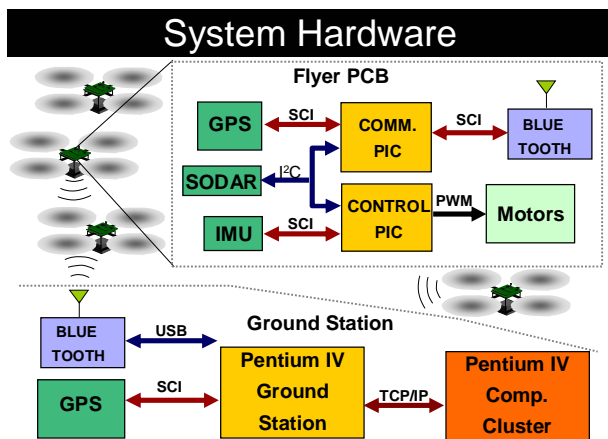 System Hardware
Flyer PCB
GPS
SCI
COMM.
PIC
SCI
BLUE
TOOTH
SODAR
I²C
IMU
SCI
CONTROL
PIC
PWM
Motors
BLUE
TOOTH
USB
Ground Station
GPS
SCI
Pentium IV
Ground
Station
TCP/IP
Pentium IV
Comp.
Cluster